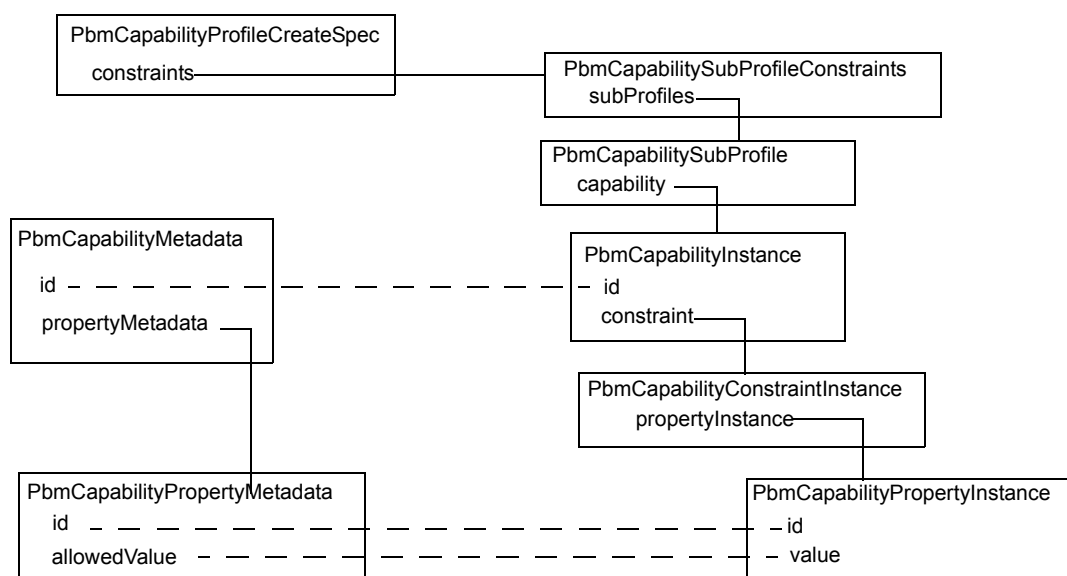 PbmCapabilityProfileCreateSpec
constraints
PbmCapabilitySubProfileConstraints
subProfiles
PbmCapabilitySubProfile
capability
PbmCapabilityMetadata
id
propertyMetadata
PbmCapabilityInstance
id
constraint
PbmCapabilityConstraintInstance
propertyInstance
PbmCapabilityPropertyMetadata
id
allowedValue
PbmCapabilityPropertyInstance
id
value